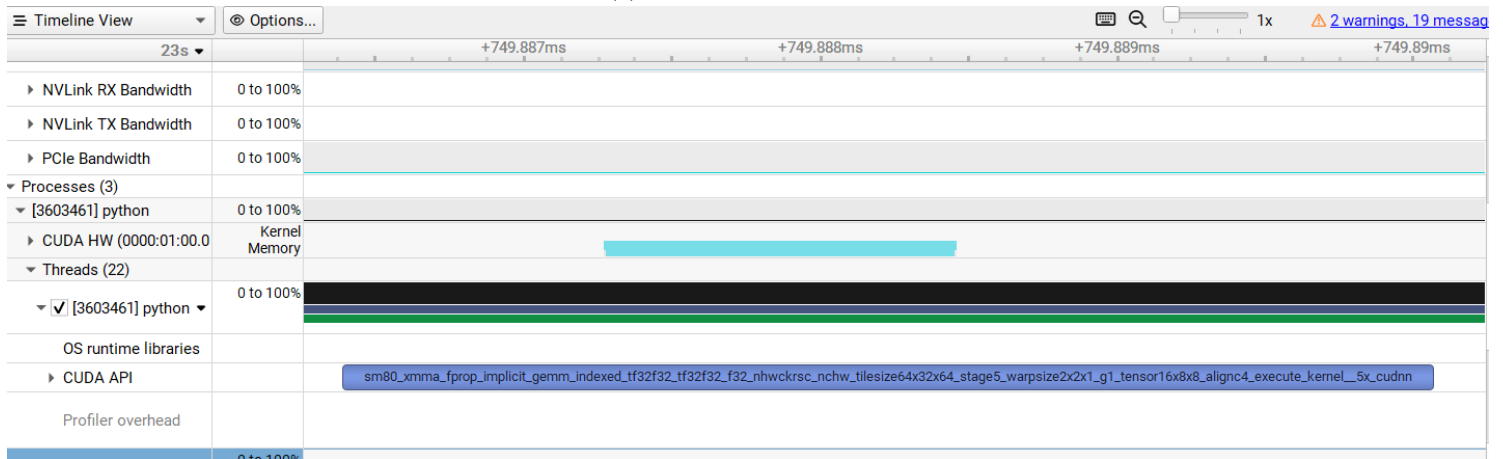 Timeline View Options... 1x 2 warnings, 19 messag
23s +749.887ms +749.888ms +749.889ms +749.89ms
NVLink RX Bandwidth 0 to 100%
NVLink TX Bandwidth 0 to 100%
PCIe Bandwidth 0 to 100%
Processes (3)
[3603461] python 0 to 100%
CUDA HW (0000:01:00.0 Kernel
Memory
Threads (22)
[3603461] python 0 to 100%
OS runtime libraries
CUDA API sm80_xmma_fprop_implicit_gemm_indexed_tf32f32_tf32f32_f32_nhwckrsc_nchw_tilesize64x32x64_stage5_warpsize2x2x1_g1_tensor16x8x8_alignc4_execute_kernel__5x_cudnn
Profiler overhead
0 to 100%